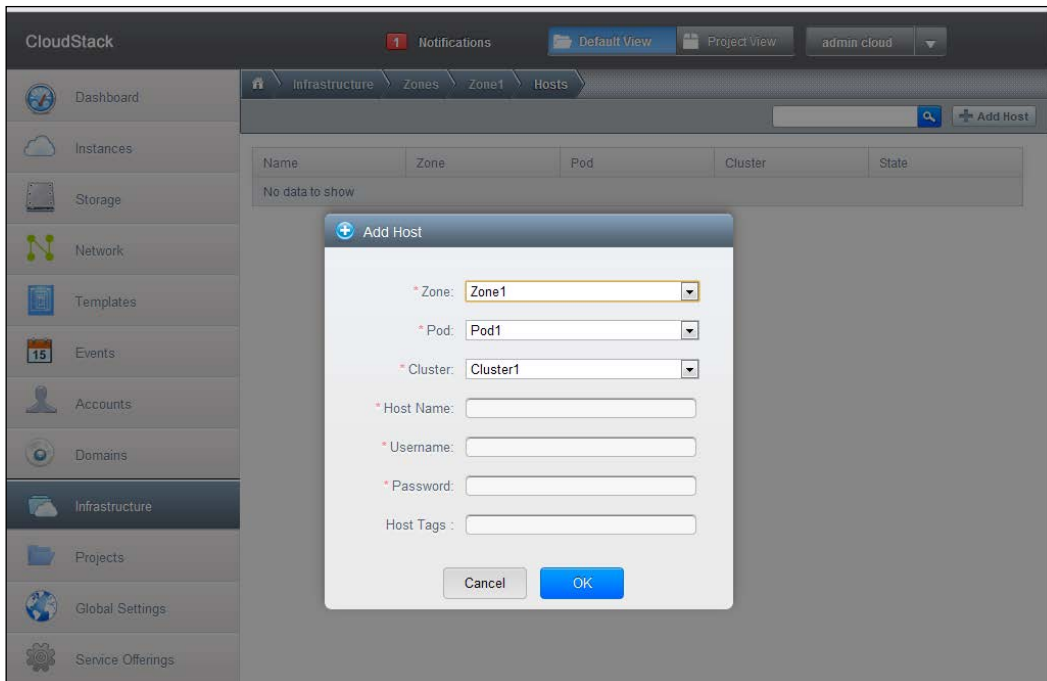 CloudStack
1 Notifications
Default View
Project View
admin cloud
Infrastructure Zones Zone1 Hosts
Add Host
Dashboard
Instances
Storage
Network
Templates
15 Events
Accounts
Domains
Infrastructure
Projects
Global Settings
Service Offerings
Name Zone Pod Cluster State
No data to show
Add Host
* Zone: Zone1
* Pod: Pod1
* Cluster: Cluster1
* Host Name:
* Username:
* Password:
Host Tags :
Cancel OK